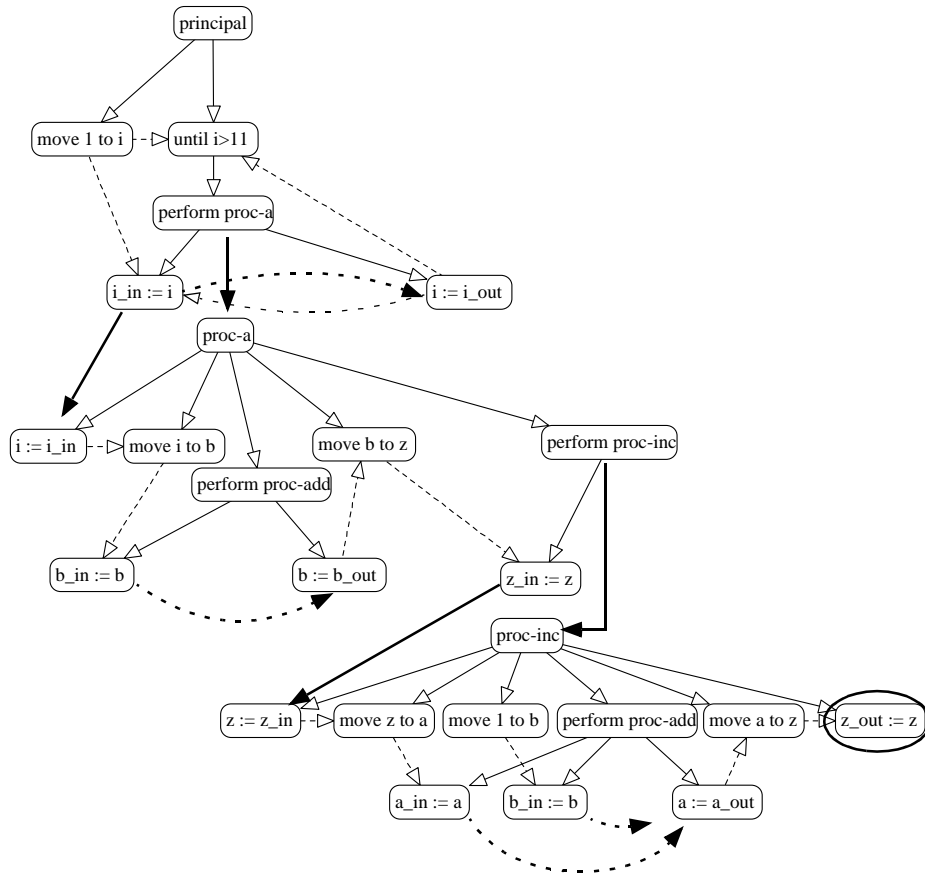 principal
move 1 to i
until i>11
perform proc-a
i_in := i
i := i_out
proc-a
i := i_in
move i to b
move b to z
perform proc-inc
perform proc-add
b_in := b
b := b_out
z_in := z
proc-inc
z := z_in
move z to a
move 1 to b
perform proc-add
move a to z
z_out := z
a_in := a
b_in := b
a := a_out